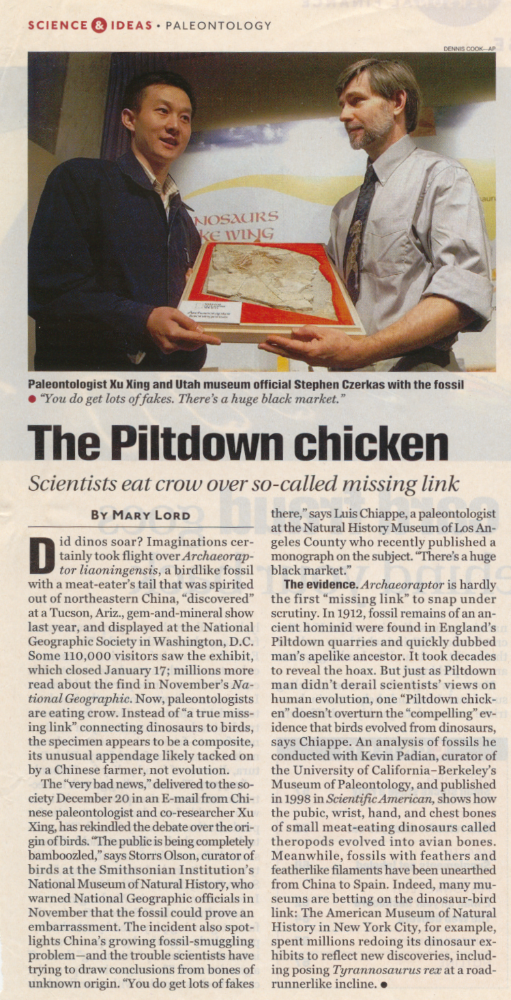 SCIENCE & IDEAS • PALEONTOLOGY
DENNIS COOK--AP
NOSAURS
KE WING
Paleontologist Xu Xing and Utah museum official Stephen Czerkas with the fossil
● “You do get lots of fakes. There’s a huge black market.”
The Piltdown chicken
Scientists eat crow over so-called missing link
BY MARY LORD
Did dinos soar? Imaginations cer-
tainly took flight over Archaeorap-
tor liaoningensis, a birdlike fossil
with a meat-eater’s tail that was spirited
out of northeastern China, “discovered”
at a Tucson, Ariz., gem-and-mineral show
last year, and displayed at the National
Geographic Society in Washington, D.C.
Some 110,000 visitors saw the exhibit,
which closed January 17; millions more
read about the find in November’s Na-
tional Geographic. Now, paleontologists
are eating crow. Instead of “a true miss-
ing link” connecting dinosaurs to birds,
the specimen appears to be a composite,
its unusual appendage likely tacked on
by a Chinese farmer, not evolution.
The “very bad news,” delivered to the so-
ciety December 20 in an E-mail from Chi-
nese paleontologist and co-researcher Xu
Xing, has rekindled the debate over the ori-
gin of birds. “The public is being completely
bamboozled,” says Storrs Olson, curator of
birds at the Smithsonian Institution’s
National Museum of Natural History, who
warned National Geographic officials in
November that the fossil could prove an
embarrassment. The incident also spot-
lights China’s growing fossil-smuggling
problem—and the trouble scientists have
trying to draw conclusions from bones of
unknown origin. “You do get lots of fakes
there,” says Luis Chiappe, a paleontologist
at the Natural History Museum of Los An-
geles County who recently published a
monograph on the subject. “There’s a huge
black market.”
The evidence. Archaeoraptor is hardly
the first “missing link” to snap under
scrutiny. In 1912, fossil remains of an an-
cient hominid were found in England’s
Piltdown quarries and quickly dubbed
man’s apelike ancestor. It took decades
to reveal the hoax. But just as Piltdown
man didn’t derail scientists’ views on
human evolution, one “Piltdown chick-
en” doesn’t overturn the “compelling” ev-
idence that birds evolved from dinosaurs,
says Chiappe. An analysis of fossils he
conducted with Kevin Padian, curator of
the University of California–Berkeley’s
Museum of Paleontology, and published
in 1998 in Scientific American, shows how
the pubic, wrist, hand, and chest bones
of small meat-eating dinosaurs called
theropods evolved into avian bones.
Meanwhile, fossils with feathers and
featherlike filaments have been unearthed
from China to Spain. Indeed, many mu-
seums are betting on the dinosaur-bird
link: The American Museum of Natural
History in New York City, for example,
spent millions redoing its dinosaur ex-
hibits to reflect new discoveries, includ-
ing posing Tyrannosaurus rex at a road-
runnerlike incline. ●